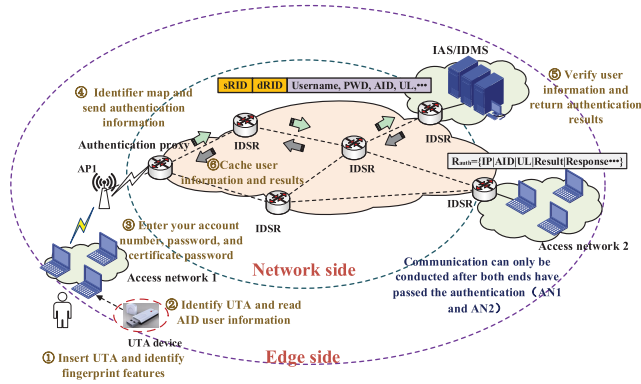 IAS/IDMS
sRID dRID Username, PWD, AID, UL,•••
④ Identifier map and
send authentication
information
⑤ Verify user
information and
return authentication
results
Authentication proxy
IDSR
IDSR
IDSR
API
⑥Cache user
information and results
Rauth={IP|AID|UL|Result|Response•••}
IDSR
IDSR
③ Enter your account
number, password, and
certificate password
Access network 1
Network side
Access network 2
Communication can only be
conducted after both ends have
passed the authentication（AN1
and AN2）
② Identify UTA and read
AID user information
UTA device
① Insert UTA and identify
fingerprint features
Edge side